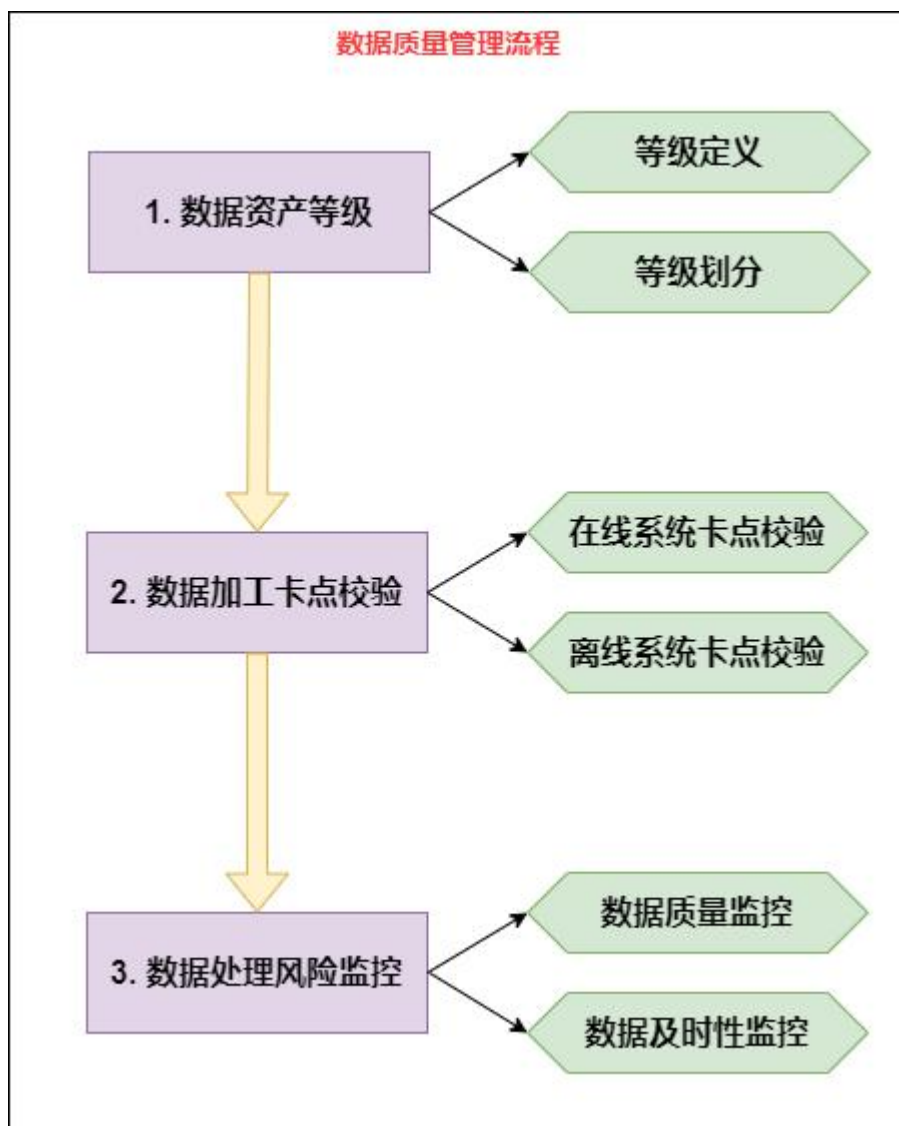 数据质量管理流程
1. 数据资产等级
等级定义
等级划分
2. 数据加工卡点校验
在线系统卡点校验
离线系统卡点校验
3. 数据处理风险监控
数据质量监控
数据及时性监控